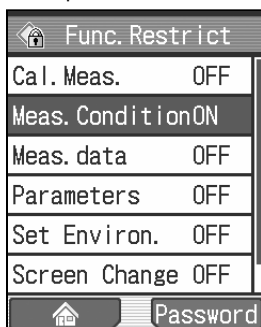 Func.Restrict
Cal.Meas. OFF
Meas.ConditionON
Meas.data OFF
Parameters OFF
Set Environ. OFF
Screen Change OFF
Password